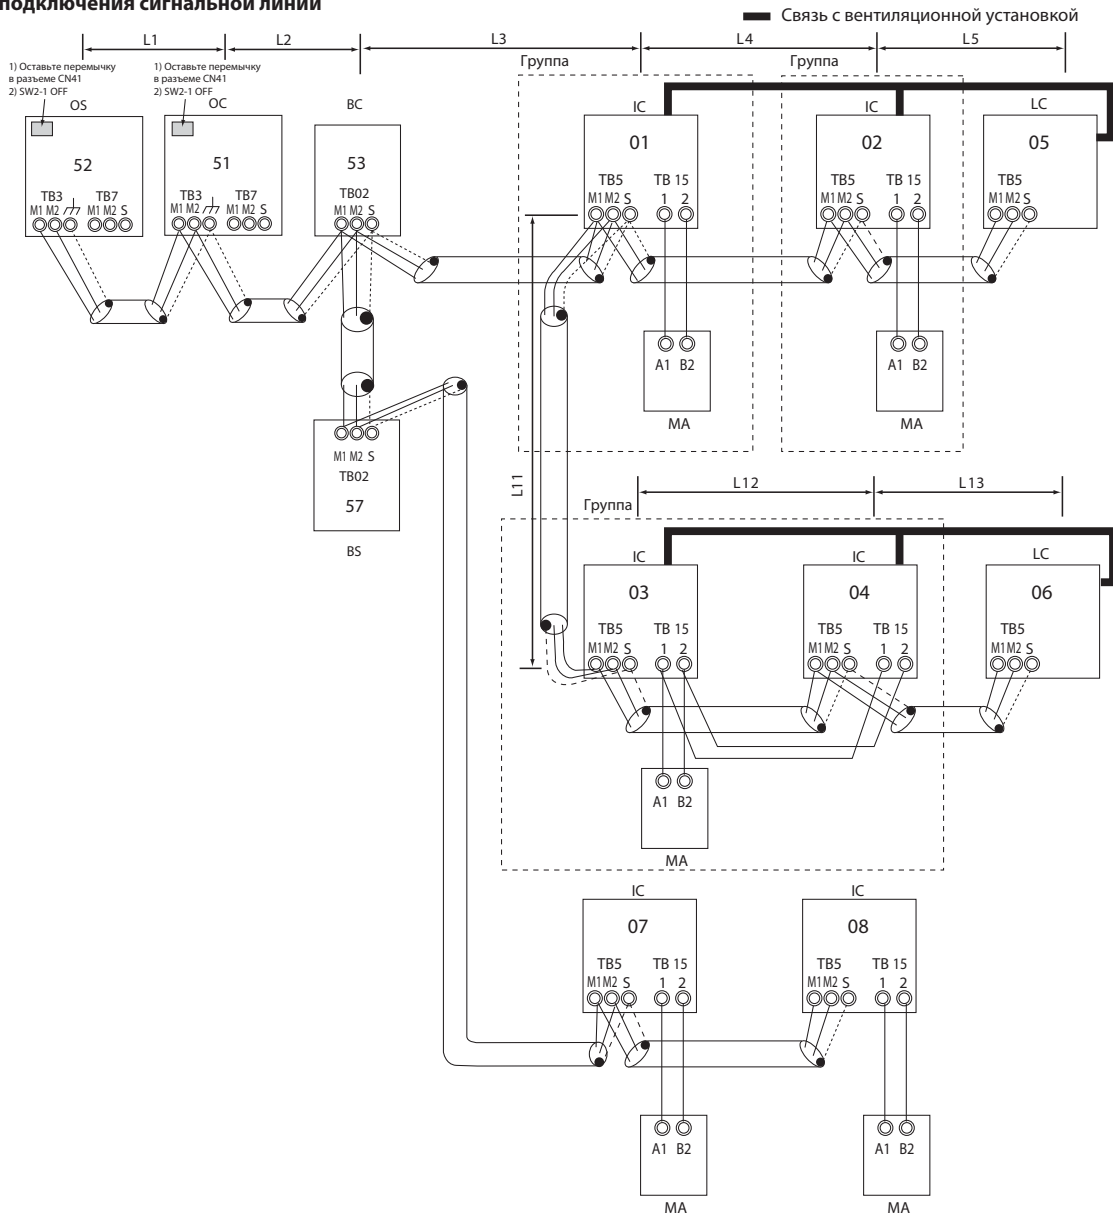 подключения сигнальной линии
Связь с вентиляционной установкой
L1 L2 L3 L4 L5
1) Оставьте перемычку
в разъеме CN41
2) SW2-1 OFF
1) Оставьте перемычку
в разъеме CN41
2) SW2-1 OFF
Группа Группа
OS OC BC IC IC LC
52 51 53 01 02 05
TB3 TB7 TB3 TB7 TB02 TB5 TB 15 TB5 TB 15 TB5
M1 M2 M1 M2 S M1 M2 M1 M2 S M1 M2 S M1 M2 S 1 2 M1 M2 S 1 2 M1 M2 S
A1 B2 A1 B2
MA MA
M1 M2 S
TB02
57
BS
L11
L12 L13
Группа
IC IC LC
03 04 06
TB5 TB 15 TB5 TB 15 TB5
M1 M2 S 1 2 M1 M2 S 1 2 M1 M2 S
A1 B2
MA
IC IC
07 08
TB5 TB 15 TB5 TB 15
M1 M2 S 1 2 M1 M2 S 1 2
A1 B2 A1 B2
MA MA